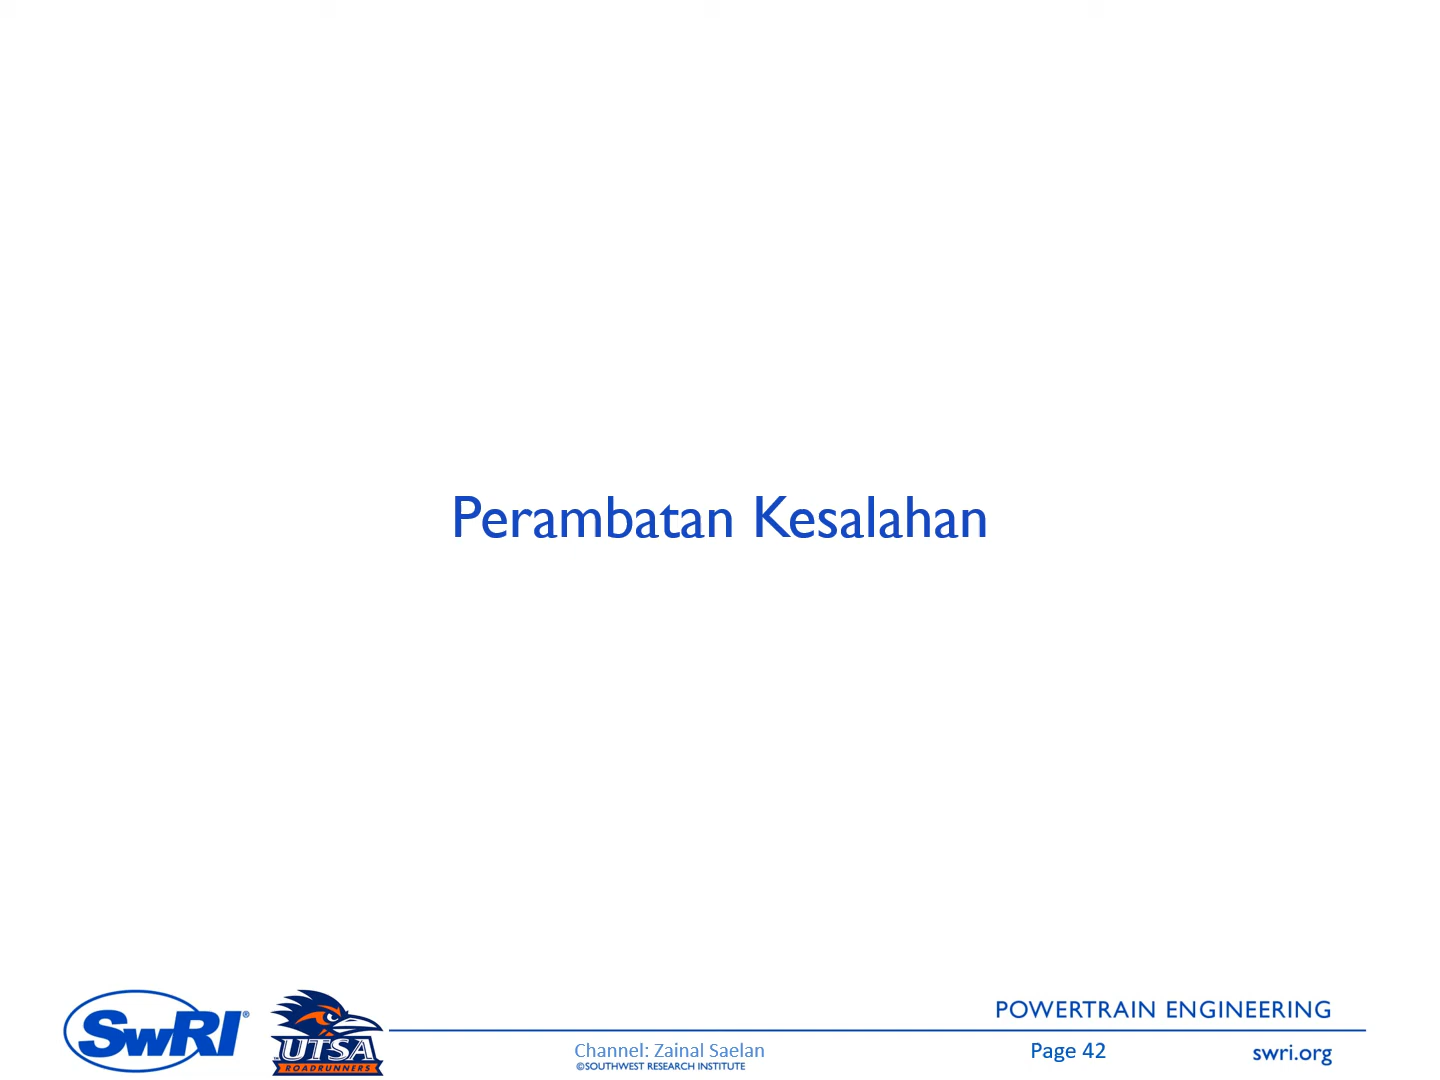 Perambatan Kesalahan
POWERTRAIN ENGINEERING
SwRI®
UTSA
ROADRUNNERS
Channel: Zainal Saelan
©SOUTHWEST RESEARCH INSTITUTE
Page 42
swri.org